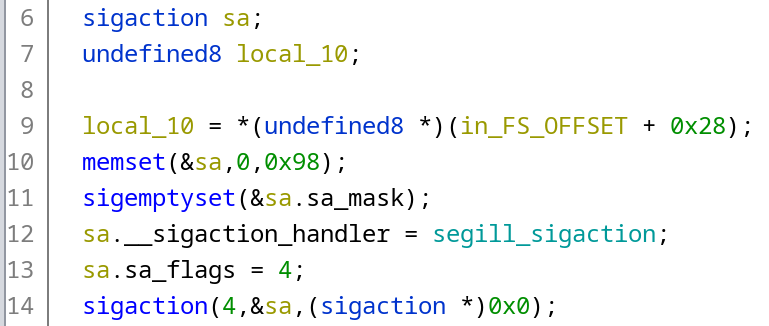 6 sigaction sa;
7 undefined8 local_10;
8
9 local_10 = *(undefined8 *)(in_FS_OFFSET + 0x28);
10 memset(&sa,0,0x98);
11 sigemptyset(&sa.sa_mask);
12 sa.__sigaction_handler = segill_sigaction;
13 sa.sa_flags = 4;
14 sigaction(4,&sa,(sigaction *)0x0);